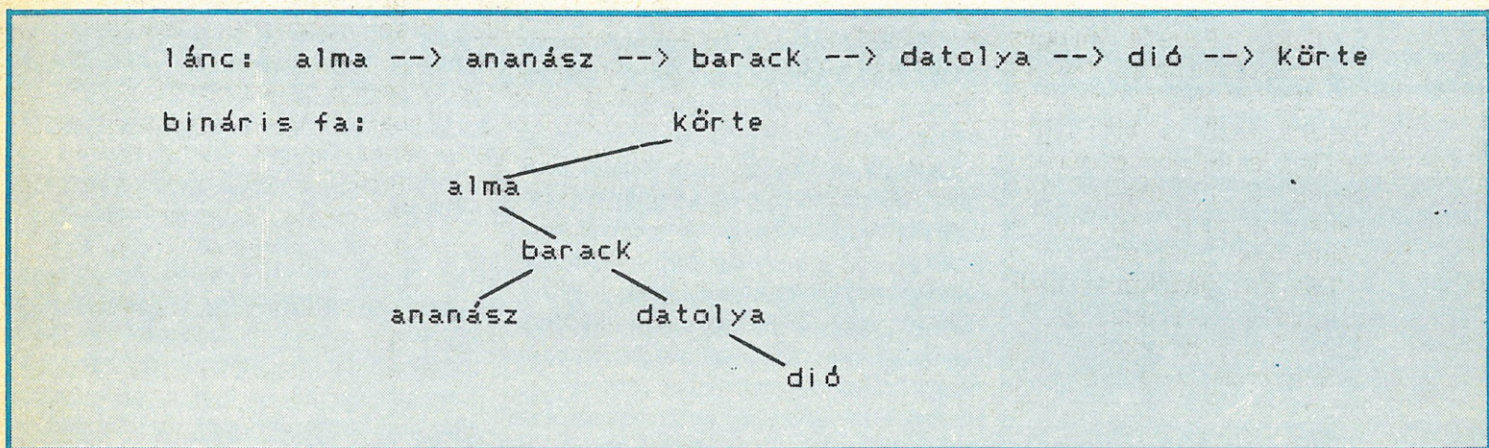 lánc: alma --> ananász --> barack --> datolya --> dió --> körte
bináris fa:
körte
alma
barack
ananász datolya
dió